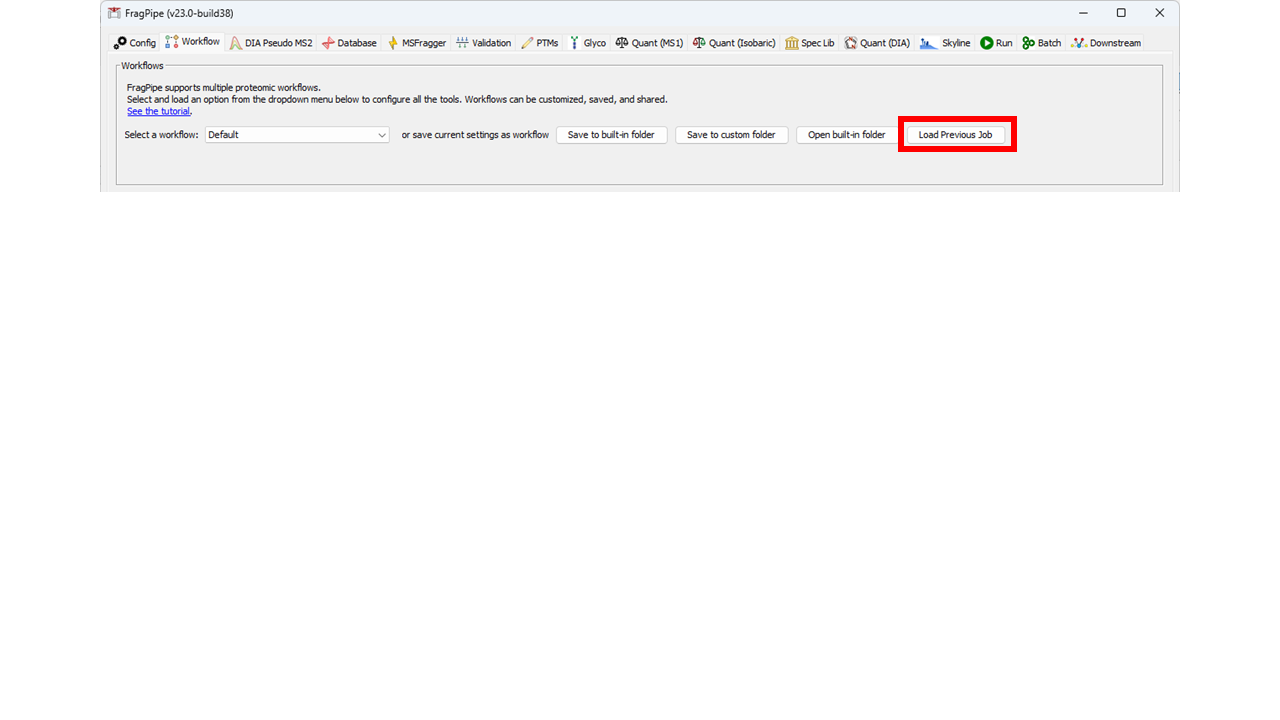 FragPipe (v23.0-build38)
Config Workflow DIA Pseudo MS2 Database MSFragger Validation PTMs Glyco Quant (MS1) Quant (Isobaric) Spec Lib Quant (DIA) Skyline Run Batch Downstream
Workflows
FragPipe supports multiple proteomic workflows.
Select and load an option from the dropdown menu below to configure all the tools. Workflows can be customized, saved, and shared.
See the tutorial.
Select a workflow: Default or save current settings as workflow Save to built-in folder Save to custom folder Open built-in folder Load Previous Job